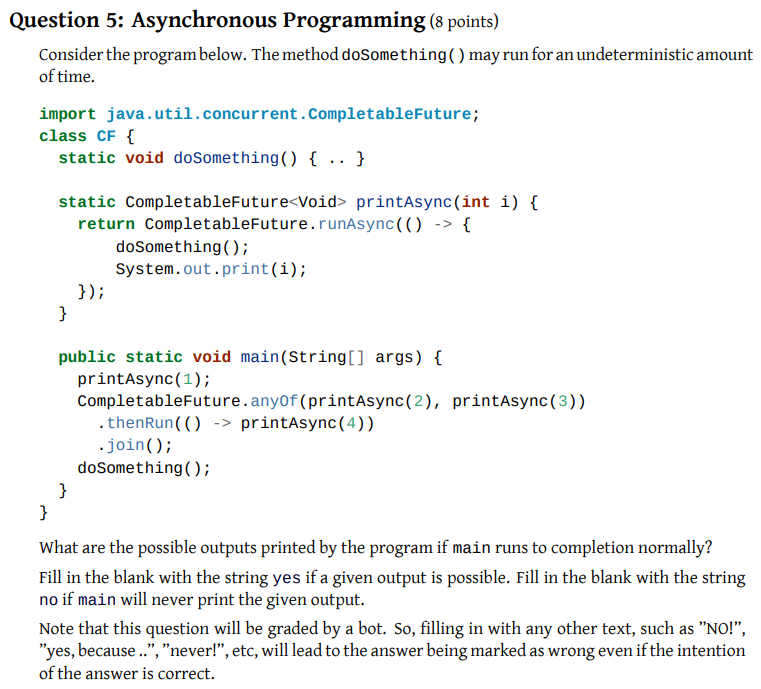 Question 5: Asynchronous Programming (8 points)
Consider the program below. The method doSomething() may run for an undeterministic amount
of time.
import java.util.concurrent.CompletableFuture;
class CF {
  static void doSomething() { .. }

  static CompletableFuture<Void> printAsync(int i) {
    return CompletableFuture.runAsync(() -> {
        doSomething();
        System.out.print(i);
    });
  }

  public static void main(String[] args) {
    printAsync(1);
    CompletableFuture.anyOf(printAsync(2), printAsync(3))
      .thenRun(() -> printAsync(4))
      .join();
    doSomething();
  }
}
What are the possible outputs printed by the program if main runs to completion normally?
Fill in the blank with the string yes if a given output is possible. Fill in the blank with the string
no if main will never print the given output.
Note that this question will be graded by a bot. So, filling in with any other text, such as ”NO!”,
”yes, because ..”, ”never!”, etc, will lead to the answer being marked as wrong even if the intention
of the answer is correct.